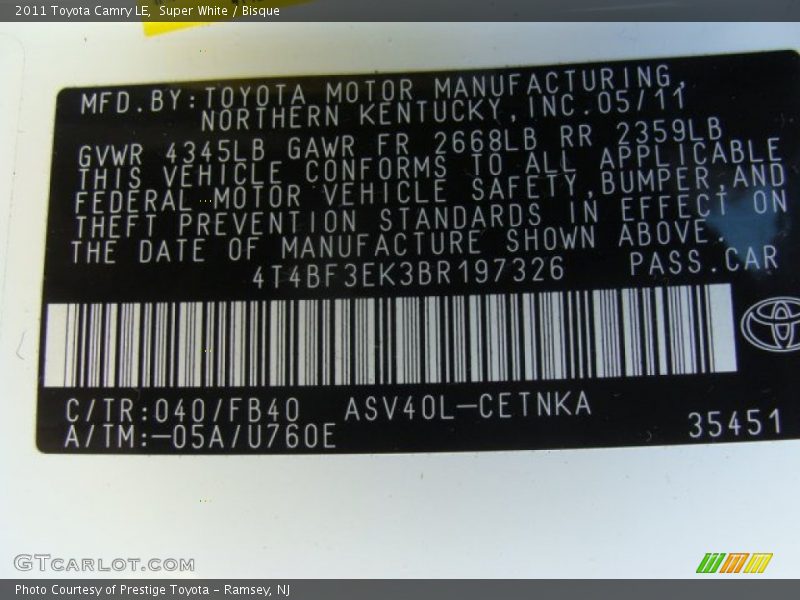 2011 Toyota Camry LE,  Super White / Bisque
MFD.BY:TOYOTA MOTOR MANUFACTURING,
NORTHERN KENTUCKY,INC.05/11
GVWR 4345LB GAWR FR 2668LB RR 2359LB
THIS VEHICLE CONFORMS TO ALL APPLICABLE
FEDERAL MOTOR VEHICLE SAFETY,BUMPER,AND
THEFT PREVENTION STANDARDS IN EFFECT ON
THE DATE OF MANUFACTURE SHOWN ABOVE.
4T4BF3EK3BR197326 PASS.CAR
C/TR:040/FB40 ASV40L-CETNKA
A/TM:-05A/U760E 35451
GTCARLOT.COM
Photo Courtesy of Prestige Toyota - Ramsey, NJ